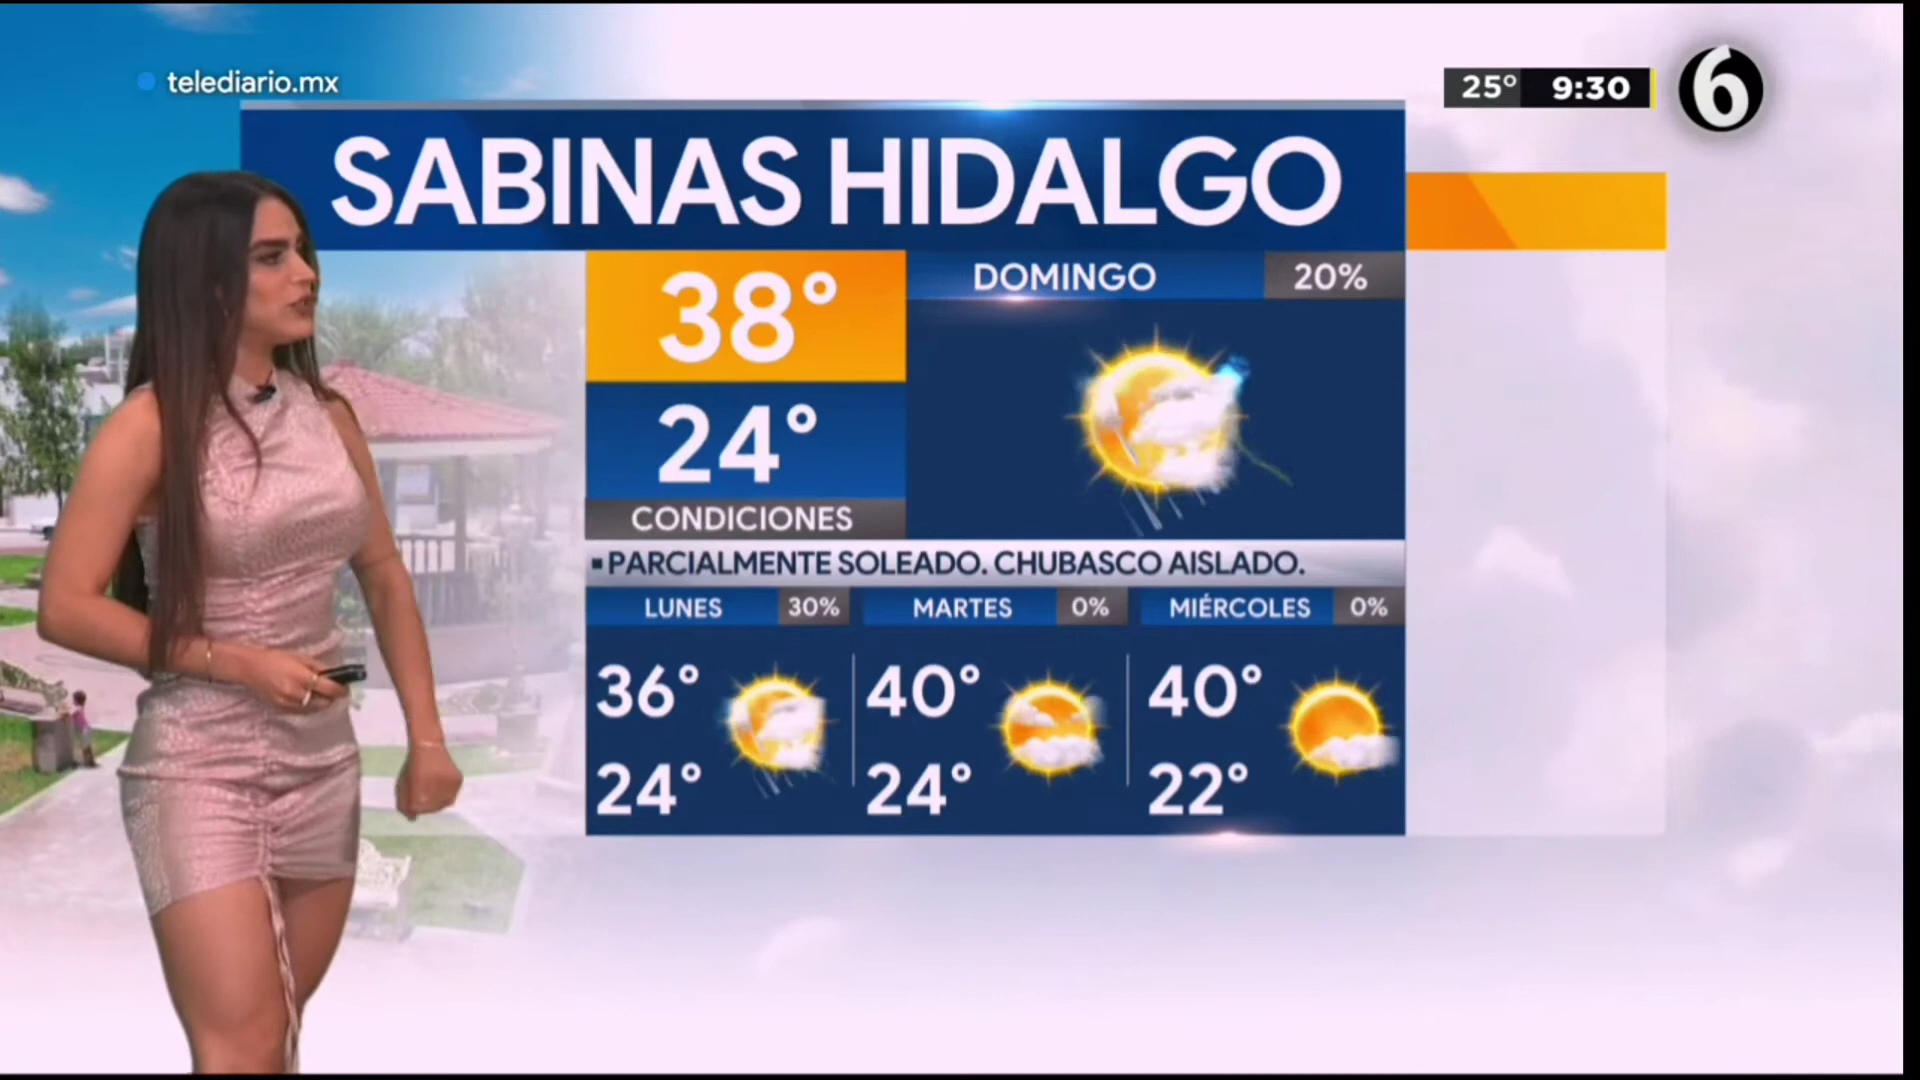 telediario.mx
25° 9:30 6
SABINAS HIDALGO
38°
24°
DOMINGO 20%
CONDICIONES
▪PARCIALMENTE SOLEADO. CHUBASCO AISLADO.
LUNES 30%
36°
24°
MARTES 0%
40°
24°
MIÉRCOLES 0%
40°
22°